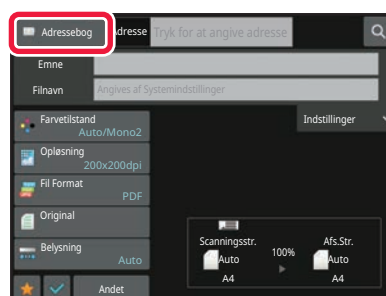 Adressebog
Adresse Tryk for at angive adresse
Emne
Filnavn Angives af Systemindstillinger
Farvetilstand
Auto/Mono2
Indstillinger
Opløsning
200x200dpi
Fil Format
PDF
Original
Belysning
Auto
Andet
Scanningsstr.
Auto
A4
100%
Afs.Str.
Auto
A4